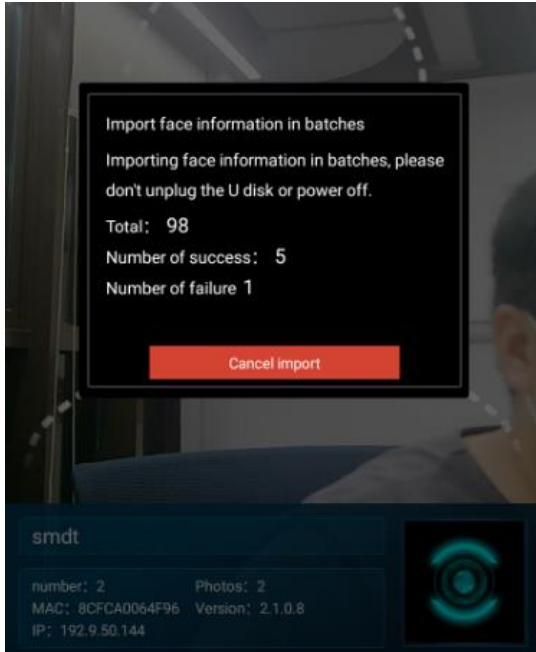 Import face information in batches
Importing face information in batches, please
don't unplug the U disk or power off.
Total： 98
Number of success： 5
Number of failure 1
Cancel import
smdt
number：2 Photos：2
MAC：8CFCA0064F96 Version：2.1.0.8
IP：192.9.50.144